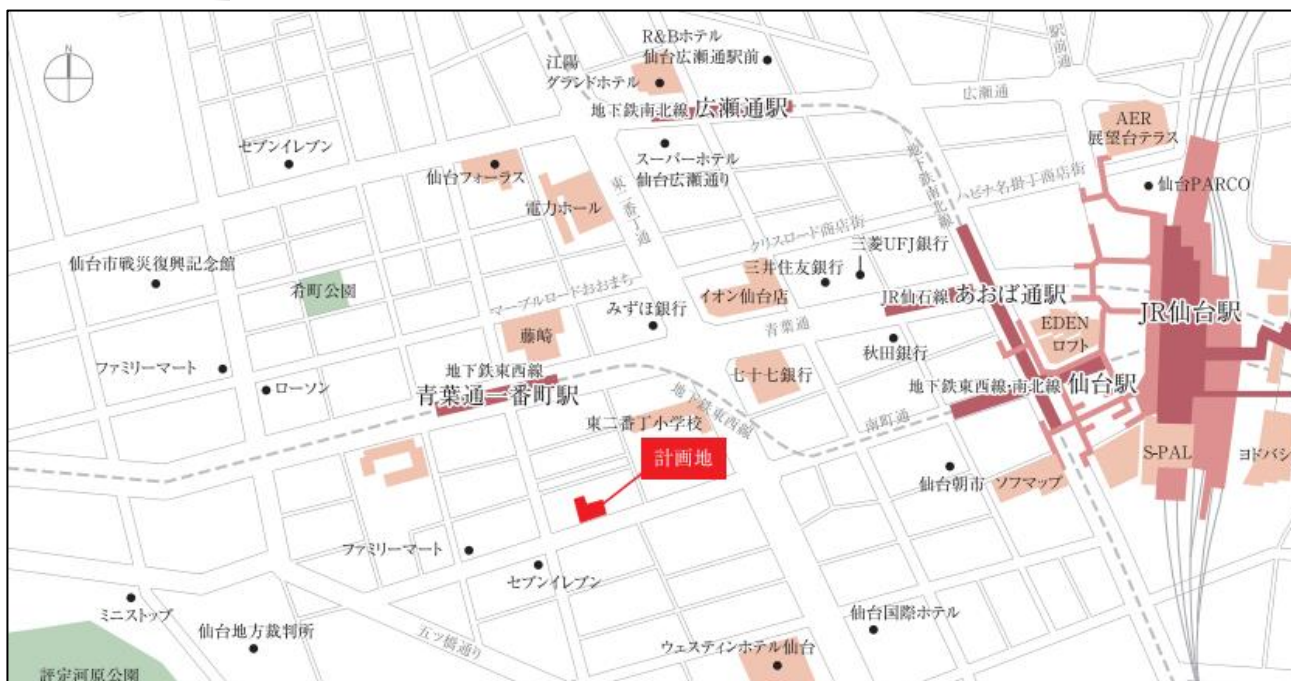 N
R&Bホテル
仙台広瀬通駅前
江陽
グランドホテル
地下鉄南北線 広瀬通駅
広瀬通
駅前通
AER
展望台テラス
セブンイレブン
スーパーホテル
仙台広瀬通り
地下鉄南北線
ハピナ名掛丁商店街
仙台PARCO
仙台フォーラス
電力ホール
東二番丁通
クリスロード商店街
三菱UFJ銀行
三井住友銀行
仙台市戦災復興記念館
肴町公園
マーブルロードおおまち
イオン仙台店
JR仙石線 あおば通駅
JR仙台駅
みずほ銀行
青葉通
EDEN
ロフト
藤崎
秋田銀行
ファミリーマート
ローソン
地下鉄東西線
青葉通一番町駅
七十七銀行
地下鉄東西線・南北線 仙台駅
地下鉄東西線
東二番丁小学校
南町通
計画地
S-PAL
ヨドバシ
仙台朝市
ソフマップ
ファミリーマート
セブンイレブン
ミニストップ
仙台地方裁判所
五ツ橋通り
仙台国際ホテル
ウェスティンホテル仙台
評定河原公園